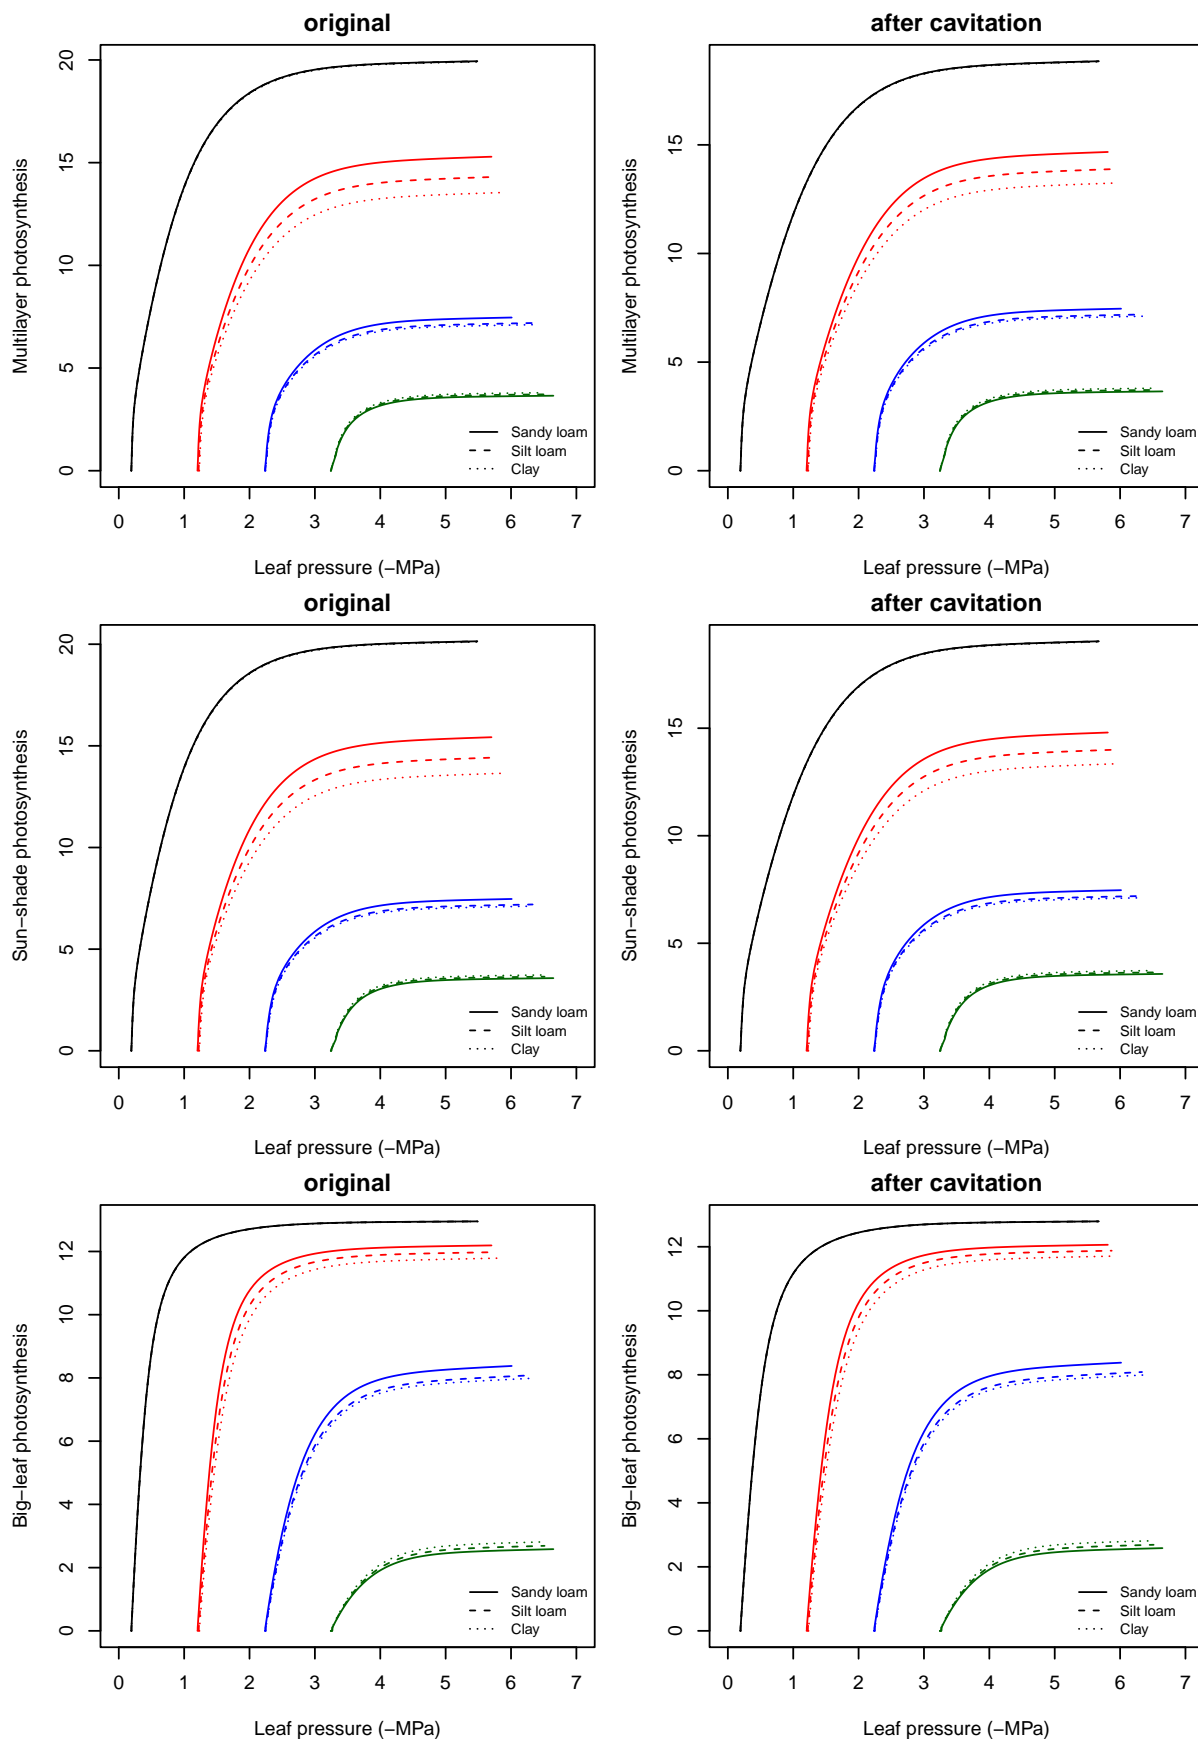 original
after cavitation
Multilayer photosynthesis
0 5 10 15 20
Sandy loam
Silt loam
Clay
0 1 2 3 4 5 6 7
Leaf pressure (−MPa)
Multilayer photosynthesis
0 5 10 15
Sandy loam
Silt loam
Clay
0 1 2 3 4 5 6 7
Leaf pressure (−MPa)
original
after cavitation
Sun−shade photosynthesis
0 5 10 15 20
Sandy loam
Silt loam
Clay
0 1 2 3 4 5 6 7
Leaf pressure (−MPa)
Sun−shade photosynthesis
0 5 10 15
Sandy loam
Silt loam
Clay
0 1 2 3 4 5 6 7
Leaf pressure (−MPa)
original
after cavitation
Big−leaf photosynthesis
0 2 4 6 8 10 12
Sandy loam
Silt loam
Clay
0 1 2 3 4 5 6 7
Leaf pressure (−MPa)
Big−leaf photosynthesis
0 2 4 6 8 10 12
Sandy loam
Silt loam
Clay
0 1 2 3 4 5 6 7
Leaf pressure (−MPa)